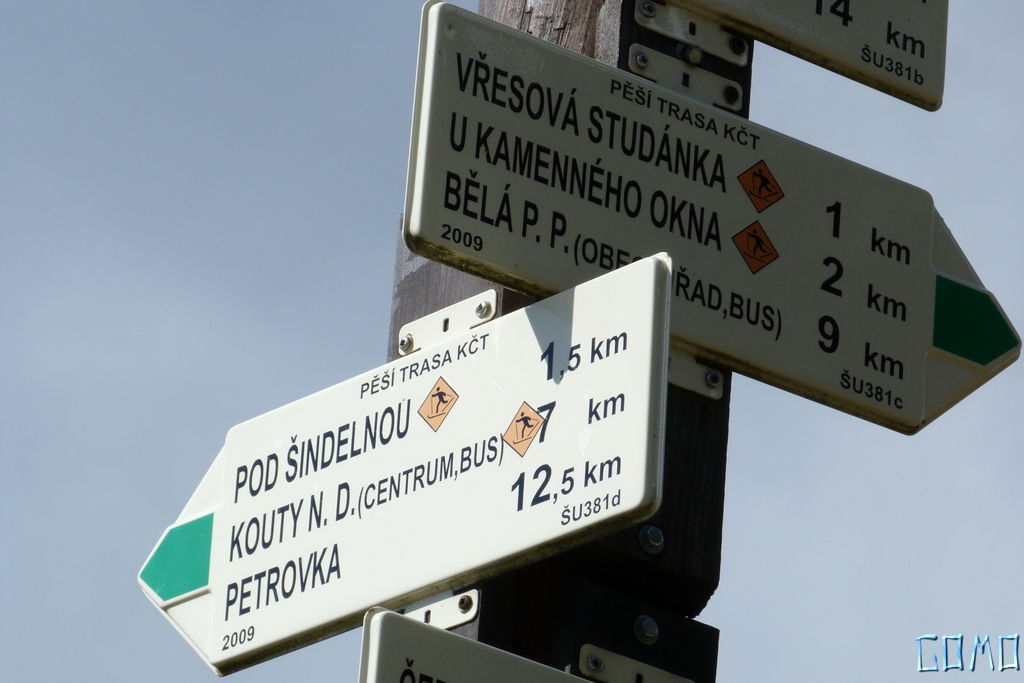 14 km
ŠU381b
PĚŠÍ TRASA KČT
VŘESOVÁ STUDÁNKA 1 km
U KAMENNÉHO OKNA 2 km
BĚLÁ P. P. 9 km
2009
ŠU381c
PĚŠÍ TRASA KČT
POD ŠINDELNOU 1,5 km
KOUTY N. D.(CENTRUM,BUS) 7 km
PETROVKA 12,5 km
2009
ŠU381d
GOMO